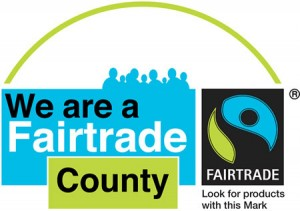 We are a
Fairtrade
County
®
FAIRTRADE
Look for products
with this Mark